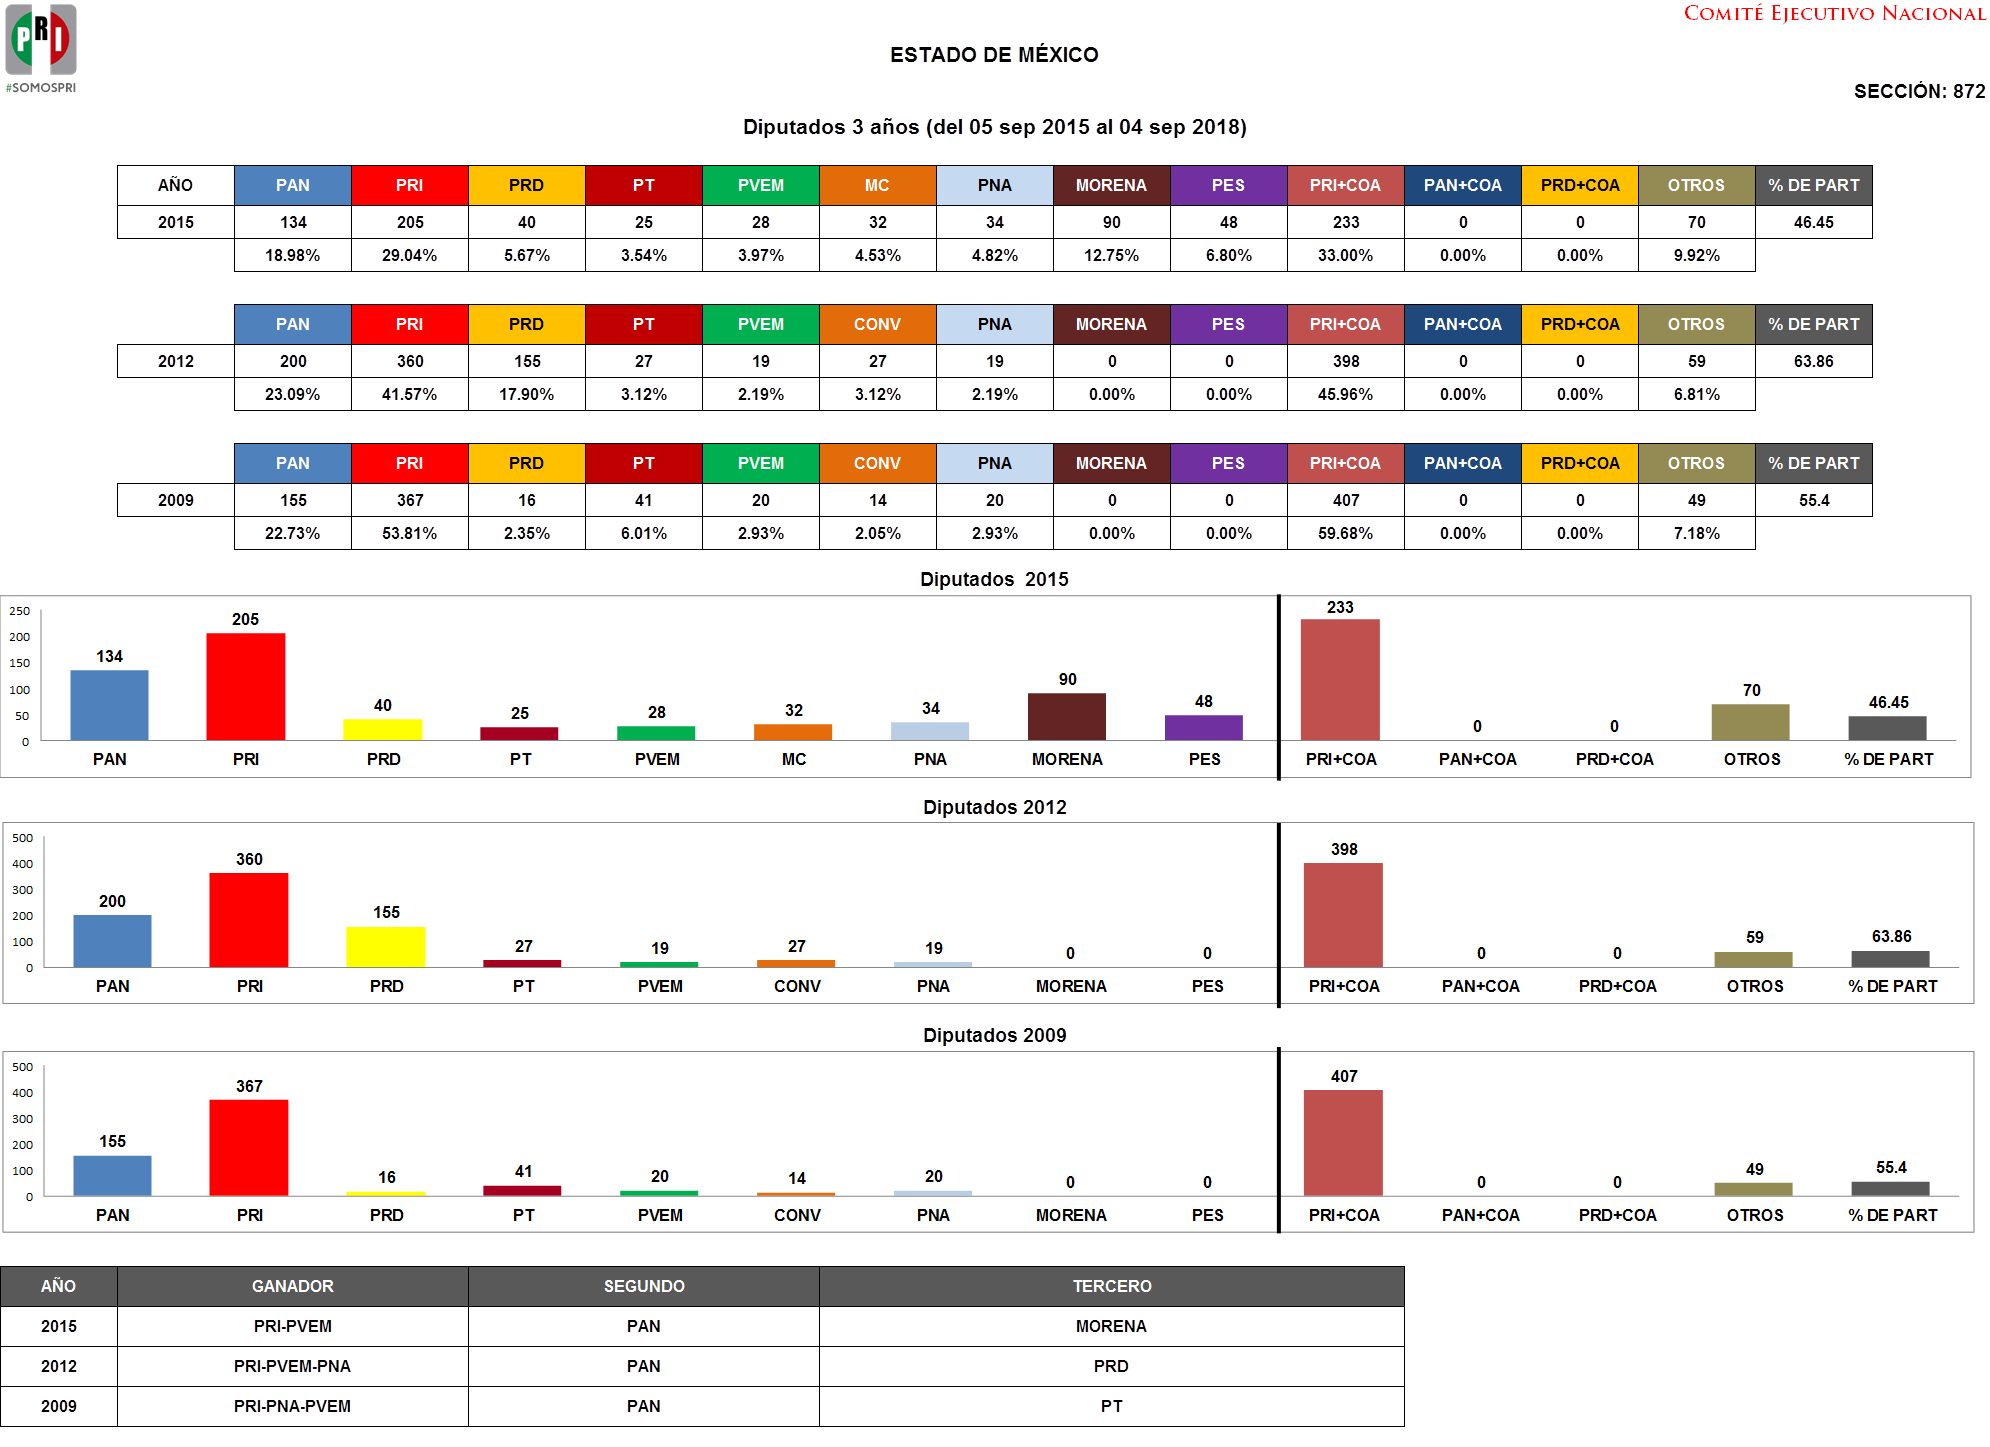 PRI
#SOMOSPRI
COMITÉ EJECUTIVO NACIONAL
ESTADO DE MÉXICO
SECCIÓN: 872
Diputados 3 años (del 05 sep 2015 al 04 sep 2018)
AÑO PAN PRI PRD PT PVEM MC PNA MORENA PES PRI+COA PAN+COA PRD+COA OTROS % DE PART
2015 134 205 40 25 28 32 34 90 48 233 0 0 70 46.45
18.98% 29.04% 5.67% 3.54% 3.97% 4.53% 4.82% 12.75% 6.80% 33.00% 0.00% 0.00% 9.92%
PAN PRI PRD PT PVEM CONV PNA MORENA PES PRI+COA PAN+COA PRD+COA OTROS % DE PART
2012 200 360 155 27 19 27 19 0 0 398 0 0 59 63.86
23.09% 41.57% 17.90% 3.12% 2.19% 3.12% 2.19% 0.00% 0.00% 45.96% 0.00% 0.00% 6.81%
PAN PRI PRD PT PVEM CONV PNA MORENA PES PRI+COA PAN+COA PRD+COA OTROS % DE PART
2009 155 367 16 41 20 14 20 0 0 407 0 0 49 55.4
22.73% 53.81% 2.35% 6.01% 2.93% 2.05% 2.93% 0.00% 0.00% 59.68% 0.00% 0.00% 7.18%
Diputados 2015
250
200
150
100
50
0
134 205 40 25 28 32 34 90 48 233 0 0 70 46.45
PAN PRI PRD PT PVEM MC PNA MORENA PES PRI+COA PAN+COA PRD+COA OTROS % DE PART
Diputados 2012
500
400
300
200
100
0
200 360 155 27 19 27 19 0 0 398 0 0 59 63.86
PAN PRI PRD PT PVEM CONV PNA MORENA PES PRI+COA PAN+COA PRD+COA OTROS % DE PART
Diputados 2009
500
400
300
200
100
0
155 367 16 41 20 14 20 0 0 407 0 0 49 55.4
PAN PRI PRD PT PVEM CONV PNA MORENA PES PRI+COA PAN+COA PRD+COA OTROS % DE PART
AÑO GANADOR SEGUNDO TERCERO
2015 PRI-PVEM PAN MORENA
2012 PRI-PVEM-PNA PAN PRD
2009 PRI-PNA-PVEM PAN PT